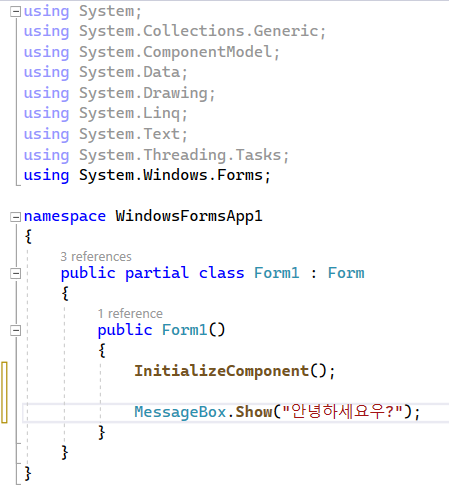 using System;
using System.Collections.Generic;
using System.ComponentModel;
using System.Data;
using System.Drawing;
using System.Linq;
using System.Text;
using System.Threading.Tasks;
using System.Windows.Forms;
namespace WindowsFormsApp1
{
3 references
public partial class Form1 : Form
{
1 reference
public Form1()
{
InitializeComponent();
MessageBox.Show("안녕하세요우?");
}
}
}